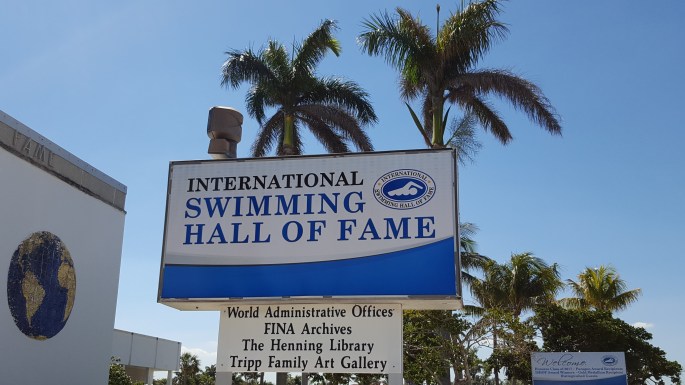 FAME
INTERNATIONAL
SWIMMING
HALL OF FAME
INTERNATIONAL
SWIMMING HALL OF FAME
World Administrative Offices
FINA Archives
The Henning Library
Tripp Family Art Gallery
Welcome